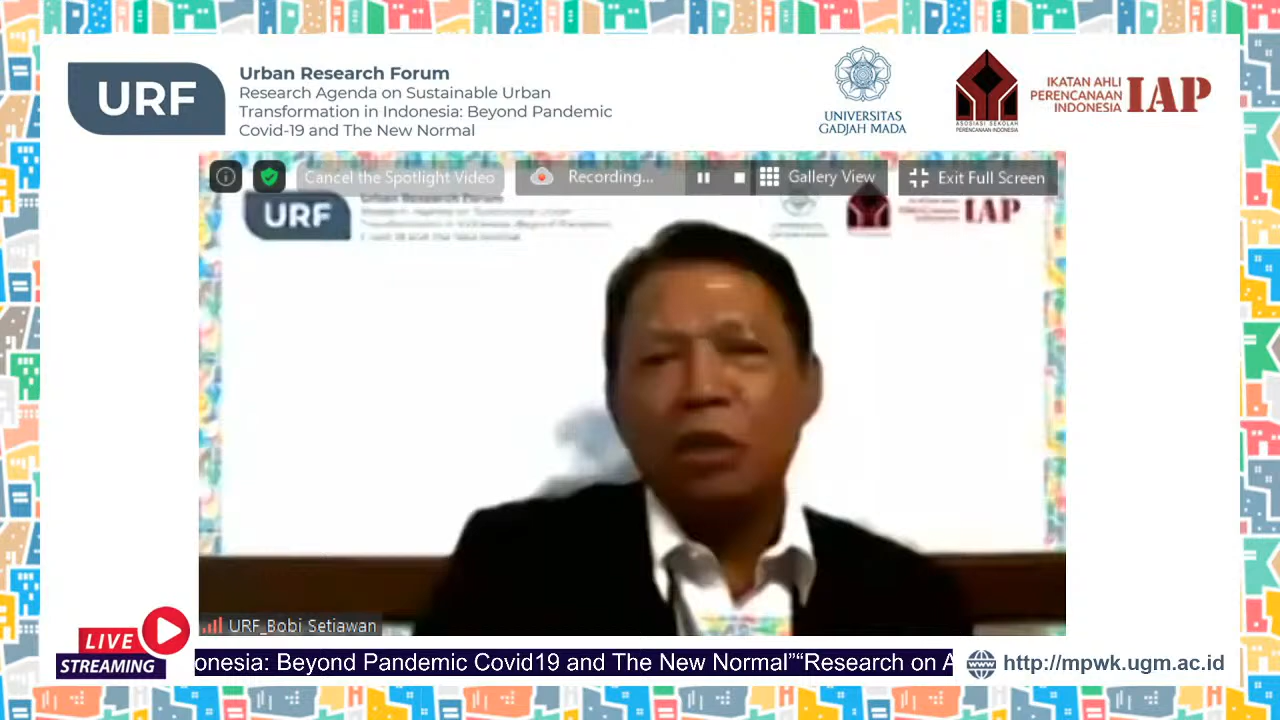 URF
Urban Research Forum
Research Agenda on Sustainable Urban
Transformation in Indonesia: Beyond Pandemic
Covid-19 and The New Normal
UNIVERSITAS
GADJAH MADA
ASOSIASI SEKOLAH
PERENCANAAN INDONESIA
IKATAN AHLI
PERENCANAAN
INDONESIA
IAP
Cancel the Spotlight Video
Recording...
Gallery View
Exit Full Screen
URF
Urban Research Forum
IAP
URF_Bobi Setiawan
LIVE
STREAMING
onesia: Beyond Pandemic Covid19 and The New Normal”“Research on A
http://mpwk.ugm.ac.id